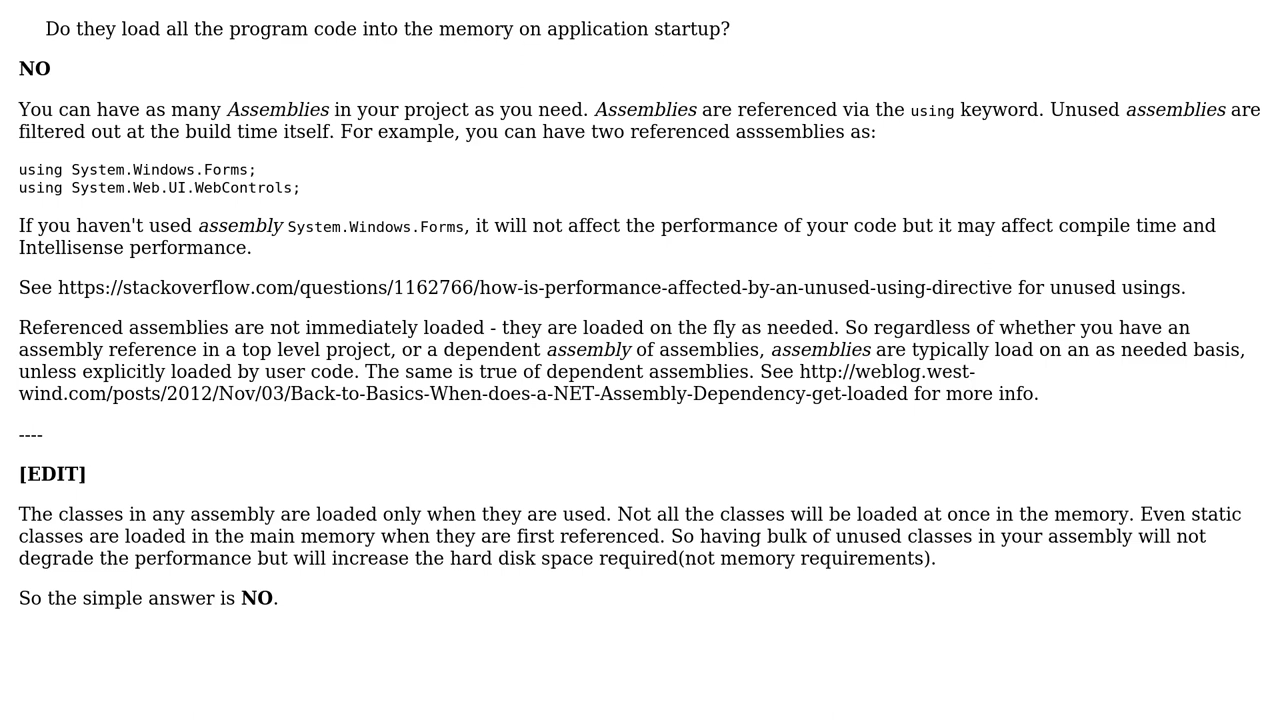 Do they load all the program code into the memory on application startup?
NO
You can have as many Assemblies in your project as you need. Assemblies are referenced via the using keyword. Unused assemblies are
filtered out at the build time itself. For example, you can have two referenced asssemblies as:
using System.Windows.Forms;
using System.Web.UI.WebControls;
If you haven't used assembly System.Windows.Forms, it will not affect the performance of your code but it may affect compile time and
Intellisense performance.
See https://stackoverflow.com/questions/1162766/how-is-performance-affected-by-an-unused-using-directive for unused usings.
Referenced assemblies are not immediately loaded - they are loaded on the fly as needed. So regardless of whether you have an
assembly reference in a top level project, or a dependent assembly of assemblies, assemblies are typically load on an as needed basis,
unless explicitly loaded by user code. The same is true of dependent assemblies. See http://weblog.west-
wind.com/posts/2012/Nov/03/Back-to-Basics-When-does-a-NET-Assembly-Dependency-get-loaded for more info.
----
[EDIT]
The classes in any assembly are loaded only when they are used. Not all the classes will be loaded at once in the memory. Even static
classes are loaded in the main memory when they are first referenced. So having bulk of unused classes in your assembly will not
degrade the performance but will increase the hard disk space required(not memory requirements).
So the simple answer is NO.